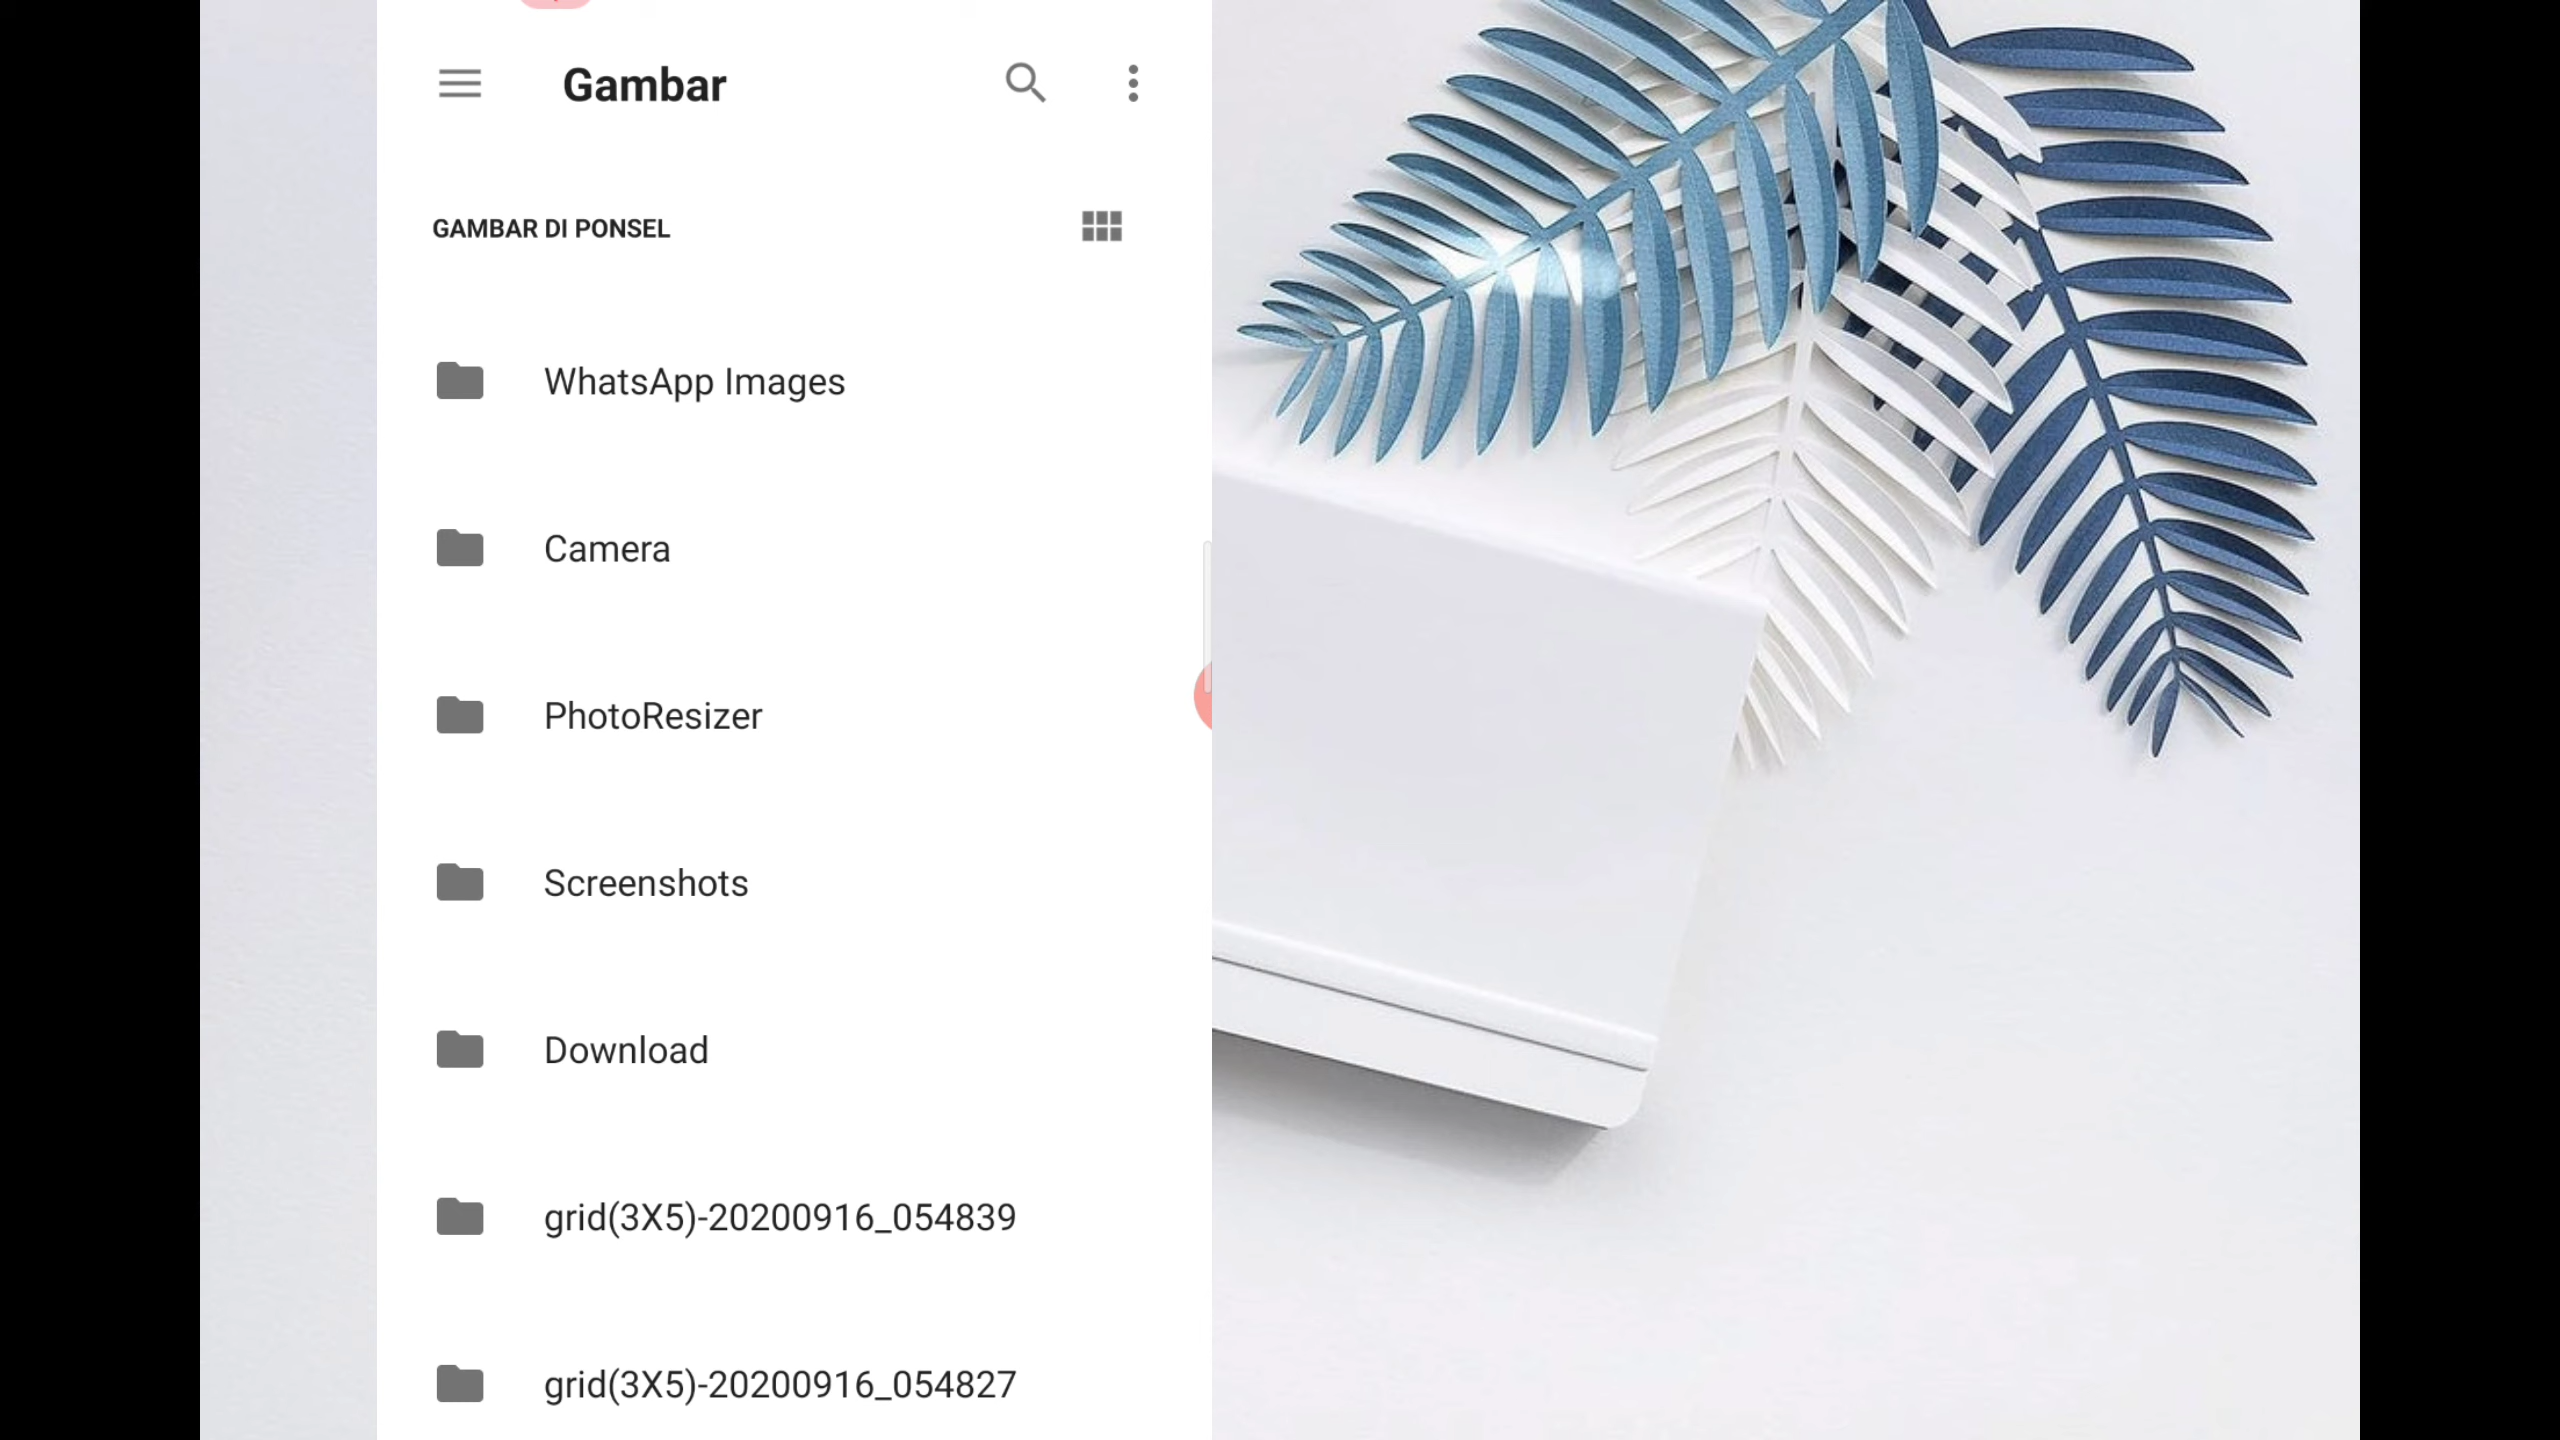 Gambar
GAMBAR DI PONSEL
WhatsApp Images
Camera
PhotoResizer
Screenshots
Download
grid(3X5)-20200916_054839
grid(3X5)-20200916_054827